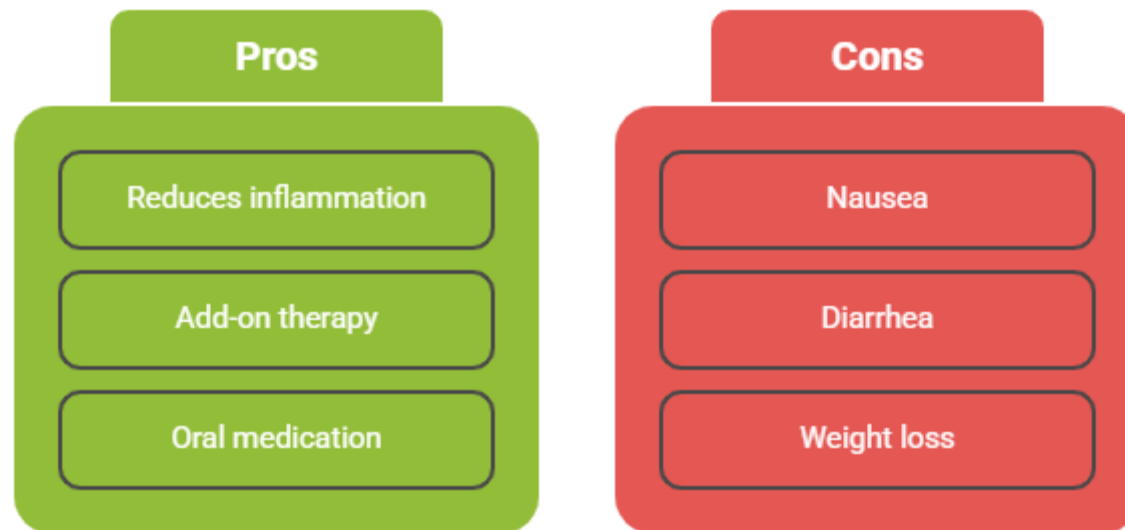 Pros
Reduces inflammation
Add-on therapy
Oral medication
Cons
Nausea
Diarrhea
Weight loss